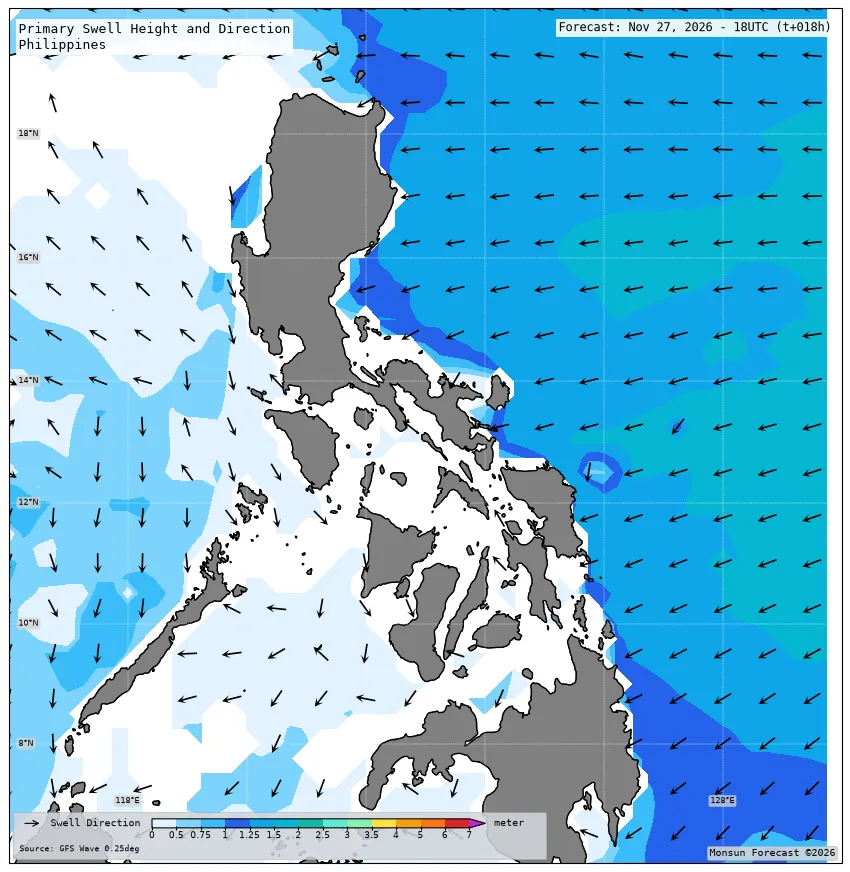 Primary Swell Height and Direction
Philippines
Forecast: Nov 27, 2026 - 18UTC (t+018h)
18°N
16°N
14°N
12°N
10°N
8°N
118°E
128°E
Swell Direction
meter
0 0.5 0.75 1 1.25 1.5 2 2.5 3 3.5 4 5 6 7
Source: GFS Wave 0.25deg
Monsun Forecast ©2026